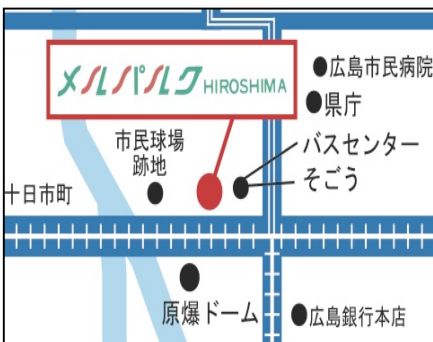 メルパルク HIROSHIMA
広島市民病院
県庁
市民球場
跡地
バスセンター
そごう
十日市町
原爆ドーム
広島銀行本店